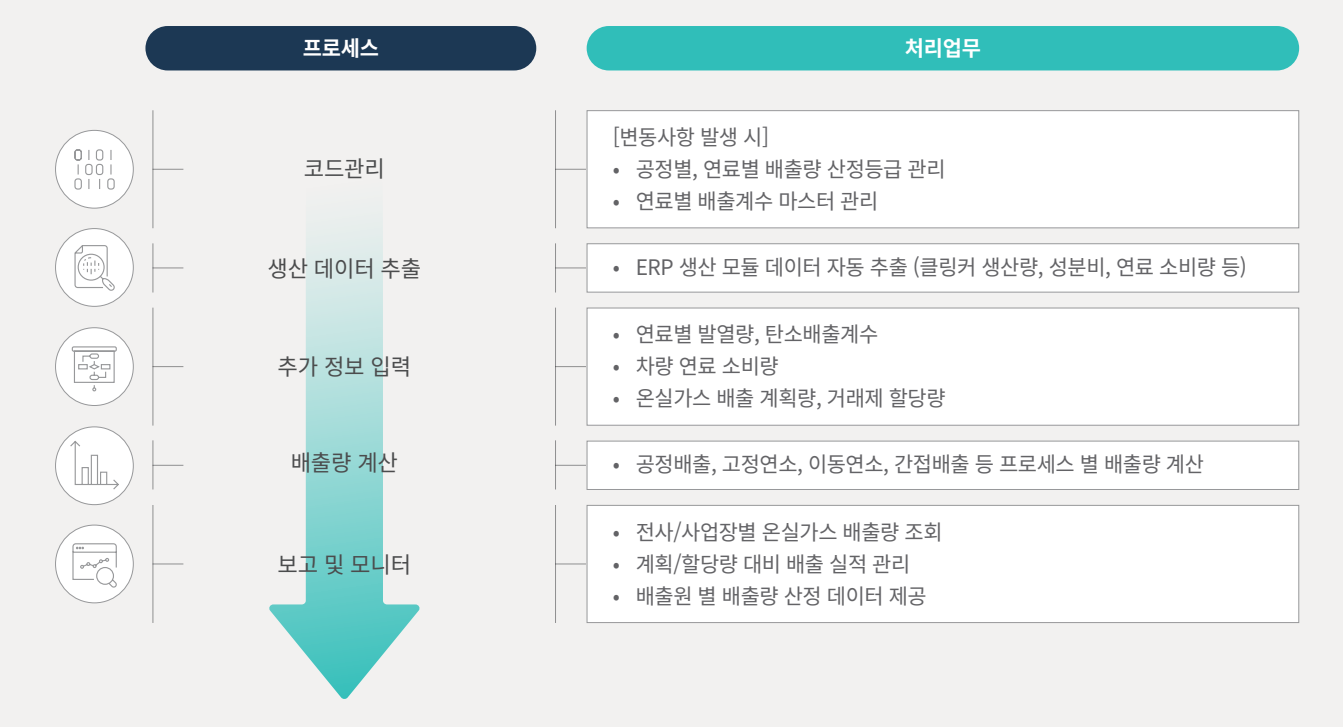 프로세스
처리업무
코드관리
[변동사항 발생 시]
• 공정별, 연료별 배출량 산정등급 관리
• 연료별 배출계수 마스터 관리
생산 데이터 추출
• ERP 생산 모듈 데이터 자동 추출 (클링커 생산량, 성분비, 연료 소비량 등)
추가 정보 입력
• 연료별 발열량, 탄소배출계수
• 차량 연료 소비량
• 온실가스 배출 계획량, 거래제 할당량
배출량 계산
• 공정배출, 고정연소, 이동연소, 간접배출 등 프로세스 별 배출량 계산
보고 및 모니터
• 전사/사업장별 온실가스 배출량 조회
• 계획/할당량 대비 배출 실적 관리
• 배출원 별 배출량 산정 데이터 제공
0101
1001
0110